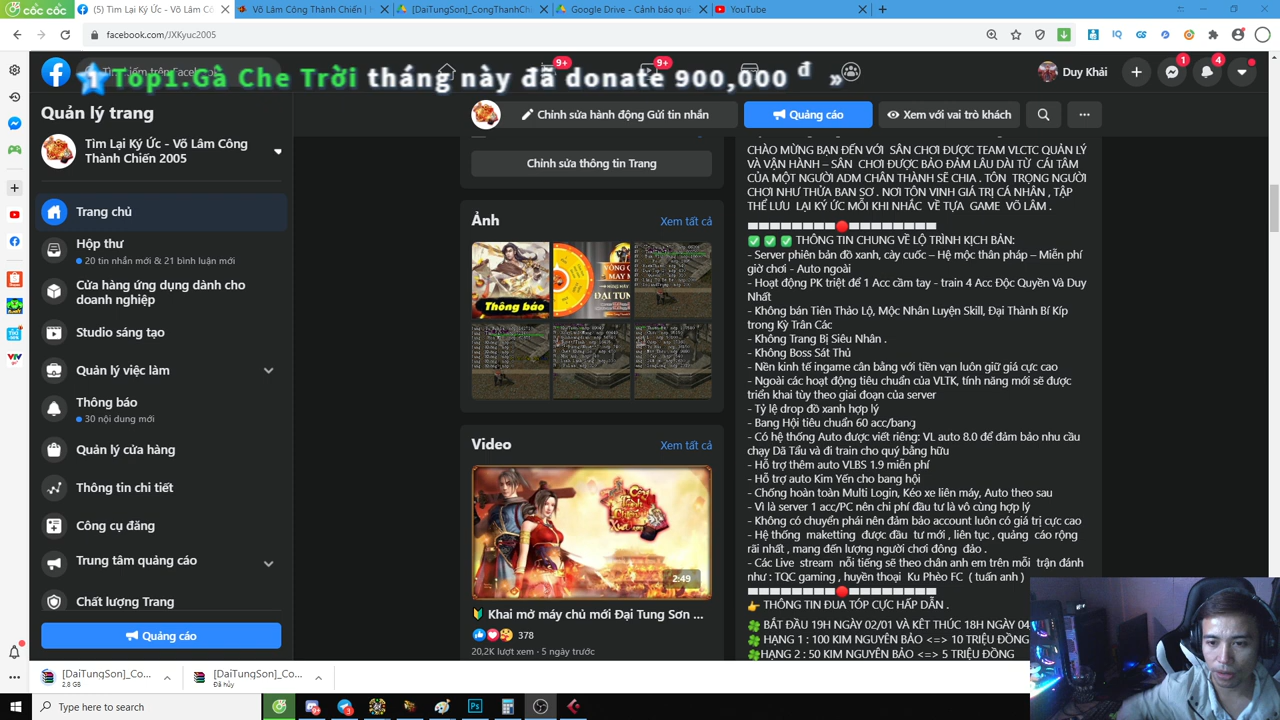 cốc cốc
(5) Tìm Lại Ký Ức - Võ Lâm Cô
Võ Lâm Công Thành Chiến | H
[DaiTungSon]_CongThanhCh
Google Drive - Cảnh báo qué
YouTube
facebook.com/JXKyuc2005
Top1.Gà Che Trời tháng này đã donate 900,000 đ »
9+
9+
Duy Khải
1
4
Quản lý trang
Tìm Lại Ký Ức - Võ Lâm Công
Thành Chiến 2005
Trang chủ
Hộp thư
20 tin nhắn mới & 21 bình luận mới
Cửa hàng ứng dụng dành cho
doanh nghiệp
Studio sáng tạo
Quản lý việc làm
Thông báo
30 nội dung mới
Quản lý cửa hàng
Thông tin chi tiết
Công cụ đăng
Trung tâm quảng cáo
Chất lượng Trang
Quảng cáo
Chỉnh sửa hành động Gửi tin nhắn
Quảng cáo
Xem với vai trò khách
Chỉnh sửa thông tin Trang
Ảnh
Xem tất cả
Thông báo
Video
Xem tất cả
2:49
Khai mở máy chủ mới Đại Tung Sơn ...
378
20,2K lượt xem · 5 ngày trước
CHÀO MỪNG BẠN ĐẾN VỚI SÂN CHƠI ĐƯỢC TEAM VLCTC QUẢN LÝ
VÀ VẬN HÀNH – SÂN CHƠI ĐƯỢC BẢO ĐẢM LÂU DÀI TỪ CÁI TÂM
CỦA MỘT NGƯỜI ADM CHÂN THÀNH SẼ CHIA . TÔN TRỌNG NGƯỜI
CHƠI NHƯ THỬA BAN SƠ . NƠI TÔN VINH GIÁ TRỊ CÁ NHÂN , TẬP
THỂ LƯU LẠI KÝ ỨC MỖI KHI NHẮC VỀ TỰA GAME VÕ LÂM .
THÔNG TIN CHUNG VỀ LỘ TRÌNH KỊCH BẢN:
- Server phiên bản đồ xanh, cày cuốc – Hệ mộc thân pháp – Miễn phí
giờ chơi - Auto ngoài
- Hoạt động PK triệt để 1 Acc cầm tay - train 4 Acc Độc Quyền Và Duy
Nhất
- Không bán Tiên Thảo Lộ, Mộc Nhân Luyện Skill, Đại Thành Bí Kíp
trong Kỳ Trân Các
- Không Trang Bị Siêu Nhân .
- Không Boss Sát Thủ
- Nền kinh tế ingame cân bằng với tiền vạn luôn giữ giá cực cao
- Ngoài các hoạt động tiêu chuẩn của VLTK, tính năng mới sẽ được
triển khai tùy theo giai đoạn của server
- Tỷ lệ drop đồ xanh hợp lý
- Bang Hội tiêu chuẩn 60 acc/bang
- Có hệ thống Auto được viết riêng: VL auto 8.0 để đảm bảo nhu cầu
chạy Dã Tẩu và đi train cho quý bằng hữu
- Hỗ trợ thêm auto VLBS 1.9 miễn phí
- Hỗ trợ auto Kim Yến cho bang hội
- Chống hoàn toàn Multi Login, Kéo xe liên máy, Auto theo sau
- Vì là server 1 acc/PC nên chi phí đầu tư là vô cùng hợp lý
- Không có chuyển phái nên đảm bảo account luôn có giá trị cực cao
- Hệ thống maketting được đầu tư mới , liên tục , quảng cáo rộng
rãi nhất , mang đến lượng người chơi đông đảo .
- Các Live stream nỗi tiếng sẽ theo chân anh em trên mỗi trận đánh
như : TQC gaming , huyền thoại Ku Phèo FC ( tuấn anh )
THÔNG TIN ĐUA TÓP CỰC HẤP DẪN .
BẮT ĐẦU 19H NGÀY 02/01 VÀ KẾT THÚC 18H NGÀY 04
HẠNG 1 : 100 KIM NGUYÊN BẢO <=> 10 TRIỆU ĐỒNG
HẠNG 2 : 50 KIM NGUYÊN BẢO <=> 5 TRIỆU ĐỒNG
[DaiTungSon]_Co....
2.8 GB
[DaiTungSon]_Co....
Đã hủy
Type here to search